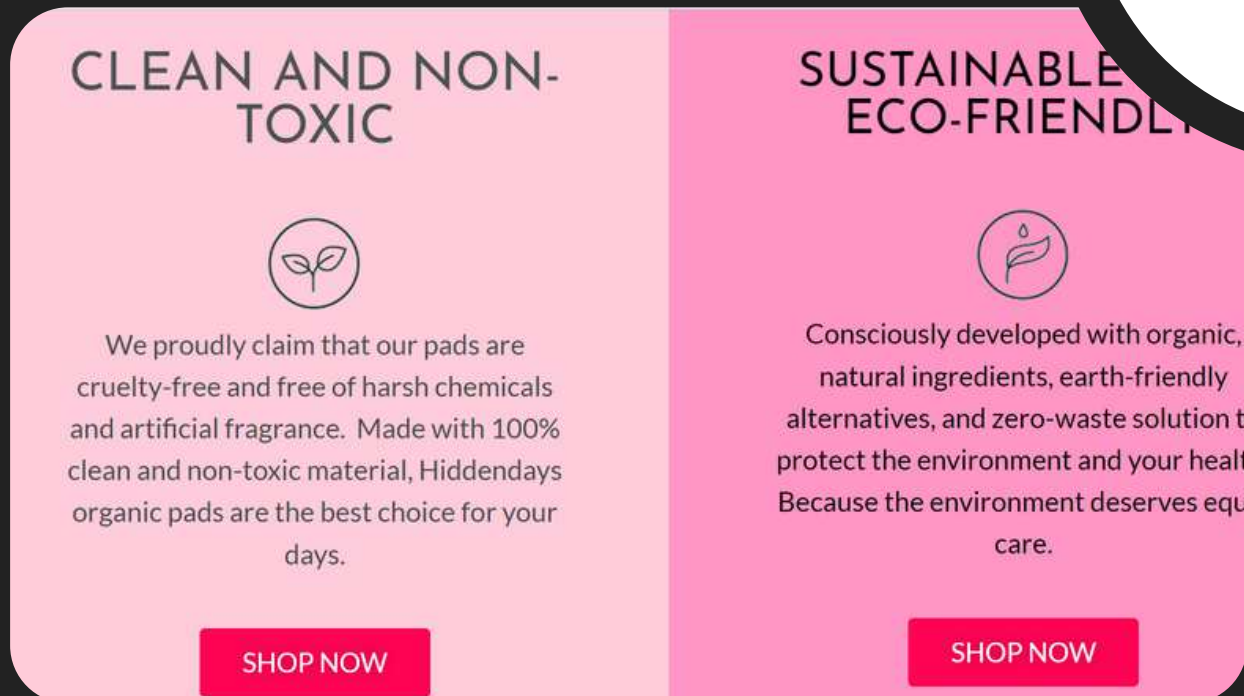 CLEAN AND NON-
TOXIC
We proudly claim that our pads are
cruelty-free and free of harsh chemicals
and artificial fragrance.  Made with 100%
clean and non-toxic material, Hiddendays
organic pads are the best choice for your
days.
SHOP NOW
SUSTAINABLE
ECO-FRIENDLY
Consciously developed with organic,
natural ingredients, earth-friendly
alternatives, and zero-waste solution
protect the environment and your
Because the environment deserves
care.
SHOP NOW